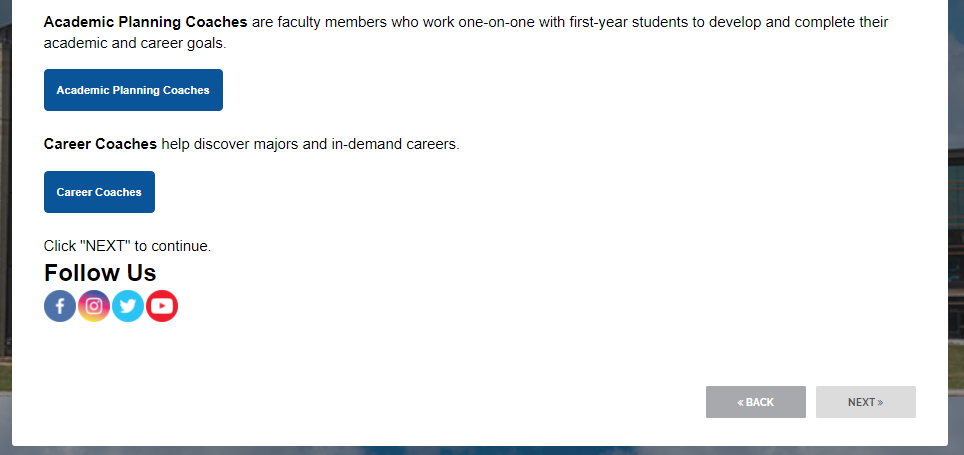 Academic Planning Coaches are faculty members who work one-on-one with first-year students to develop and complete their
academic and career goals.
Academic Planning Coaches
Career Coaches help discover majors and in-demand careers.
Career Coaches
Click "NEXT" to continue.
Follow Us
« BACK
NEXT »